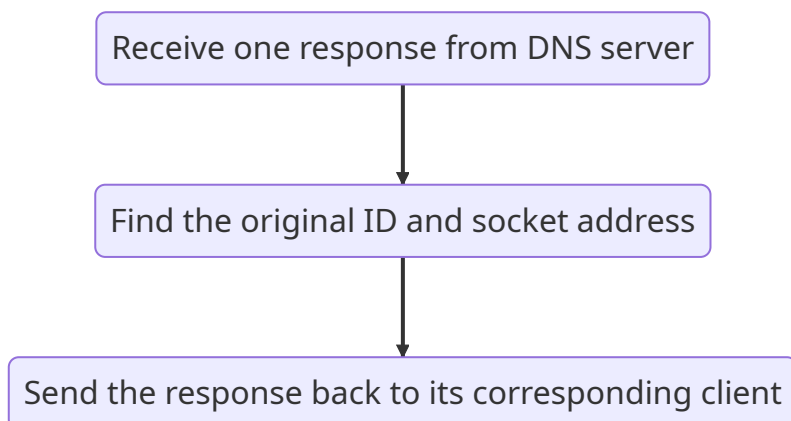 Receive one response from DNS server
Find the original ID and socket address
Send the response back to its corresponding client